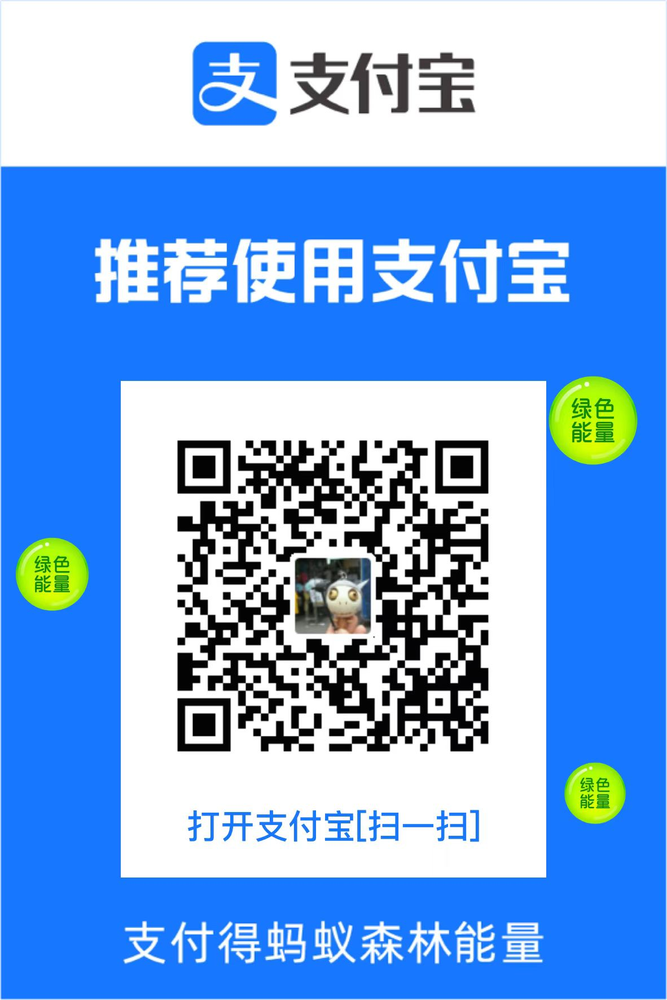 支 支付宝
推荐使用支付宝
绿色
能量
绿色
能量
打开支付宝[扫一扫]
绿色
能量
支付得蚂蚁森林能量